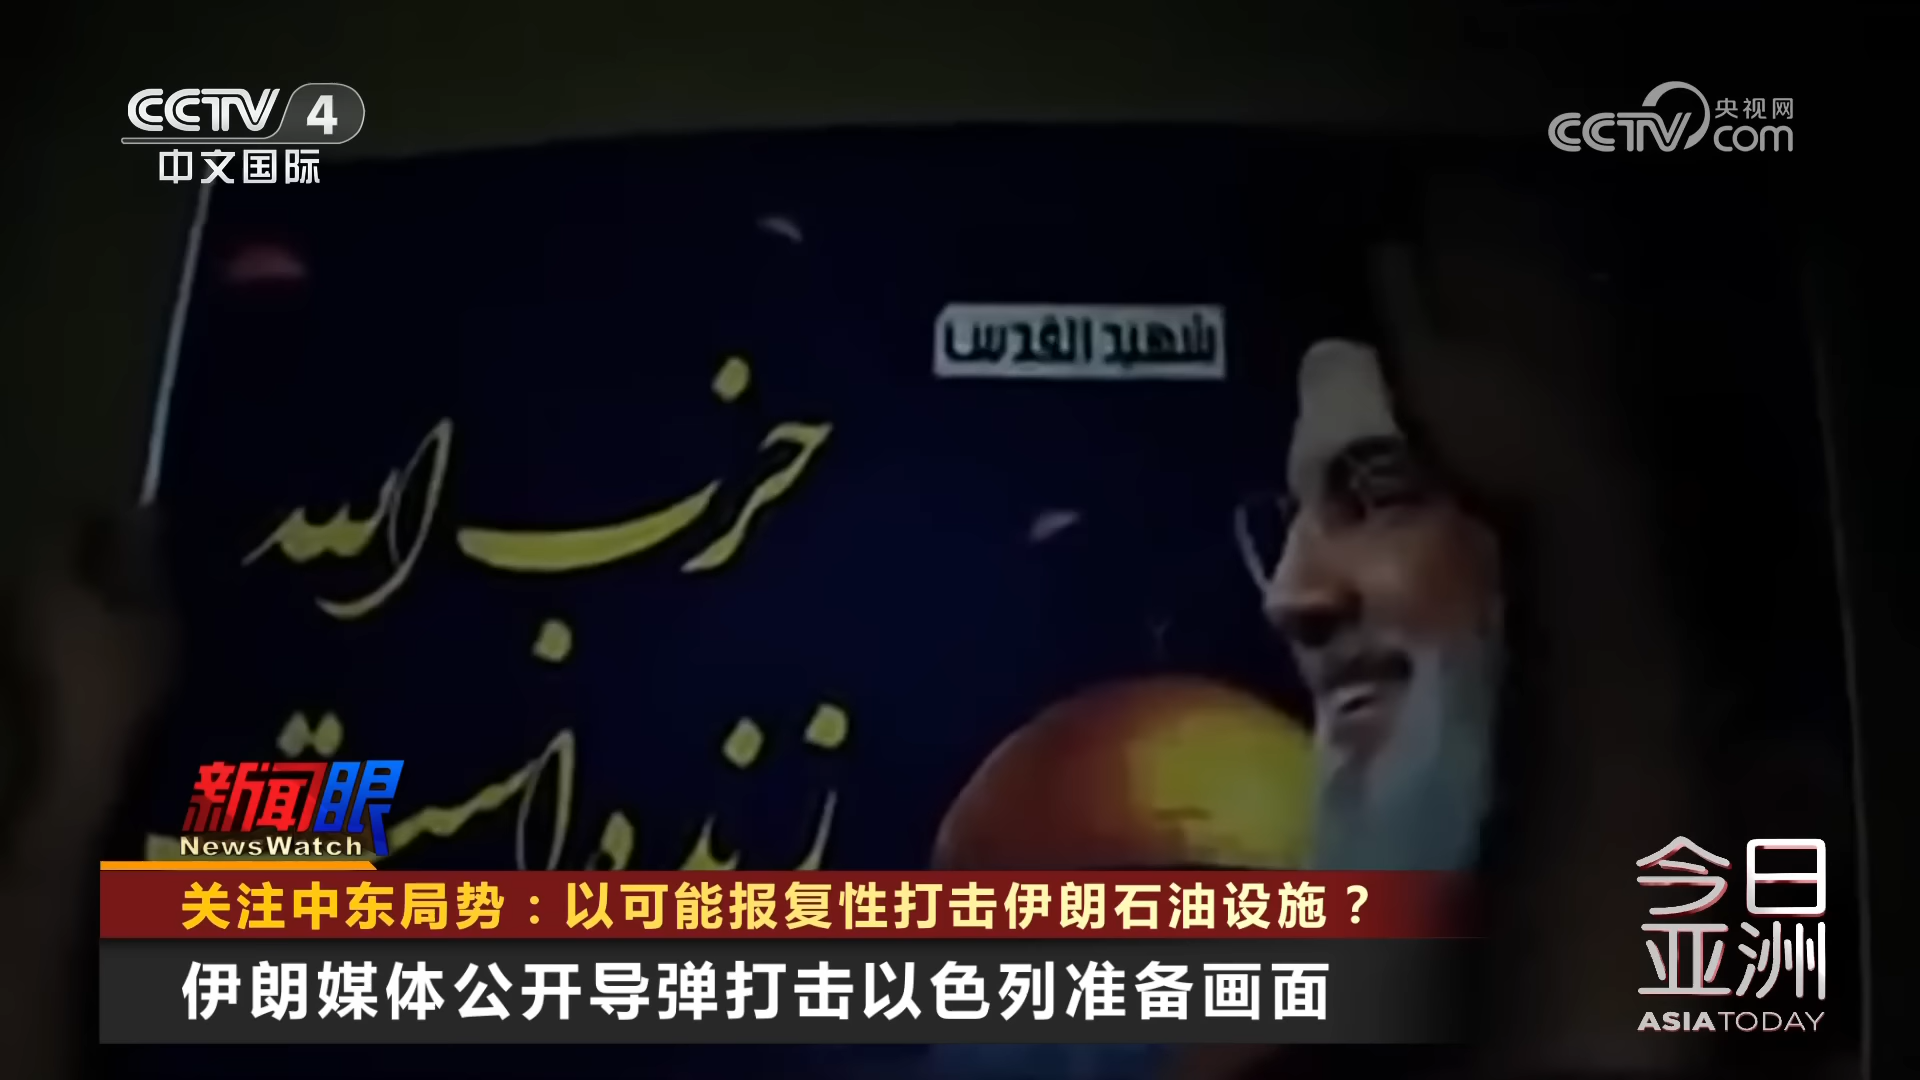 CCTV 4
中文国际
央视网
CCTV com
شهيد القدس
حزب الله
زنده است
新闻眼
NewsWatch
关注中东局势：以可能报复性打击伊朗石油设施？
伊朗媒体公开导弹打击以色列准备画面
今日
亚洲
ASIA TODAY